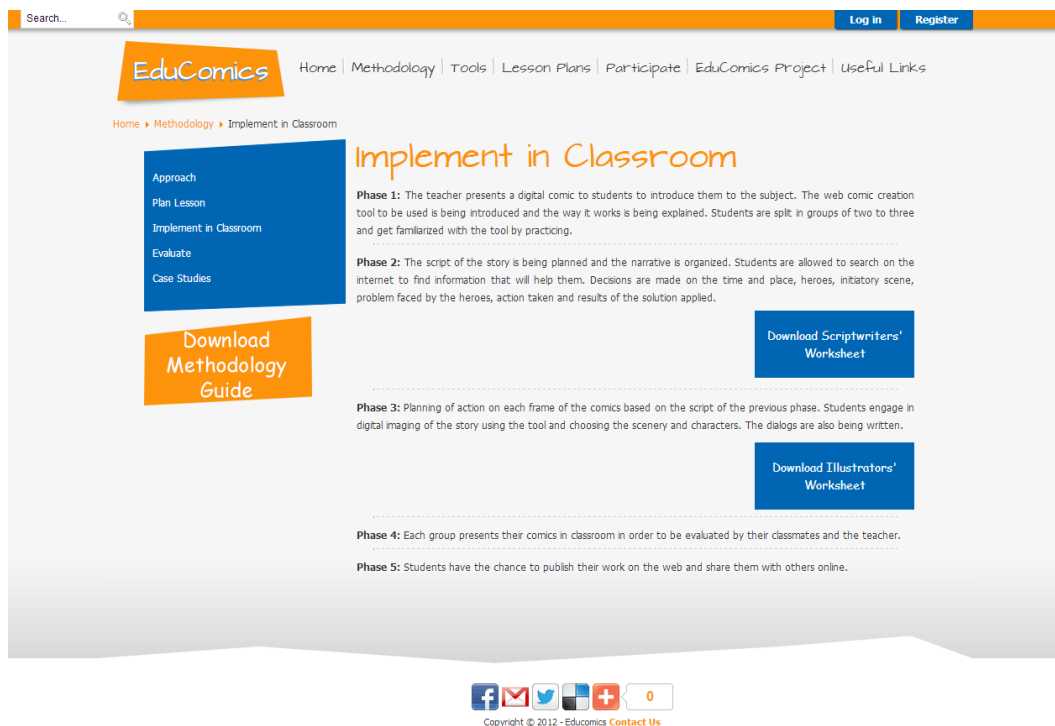 Search...
Log in
Register
EduComics
Home | Methodology | Tools | Lesson Plans | Participate | EduComics Project | Useful Links
Home Methodology Implement in Classroom
Approach
Plan Lesson
Implement in Classroom
Evaluate
Case Studies
Download
Methodology
Guide
Implement in Classroom
Phase 1: The teacher presents a digital comic to students to introduce them to the subject. The web comic creation
tool to be used is being introduced and the way it works is being explained. Students are split in groups of two to three
and get familiarized with the tool by practicing.
Phase 2: The script of the story is being planned and the narrative is organized. Students are allowed to search on the
internet to find information that will help them. Decisions are made on the time and place, heroes, initiatory scene,
problem faced by the heroes, action taken and results of the solution applied.
Download Scriptwriters'
Worksheet
Phase 3: Planning of action on each frame of the comics based on the script of the previous phase. Students engage in
digital imaging of the story using the tool and choosing the scenery and characters. The dialogs are also being written.
Download Illustrators'
Worksheet
Phase 4: Each group presents their comics in classroom in order to be evaluated by their classmates and the teacher.
Phase 5: Students have the chance to publish their work on the web and share them with others online.
0
Copyright © 2012 - Educomics Contact Us